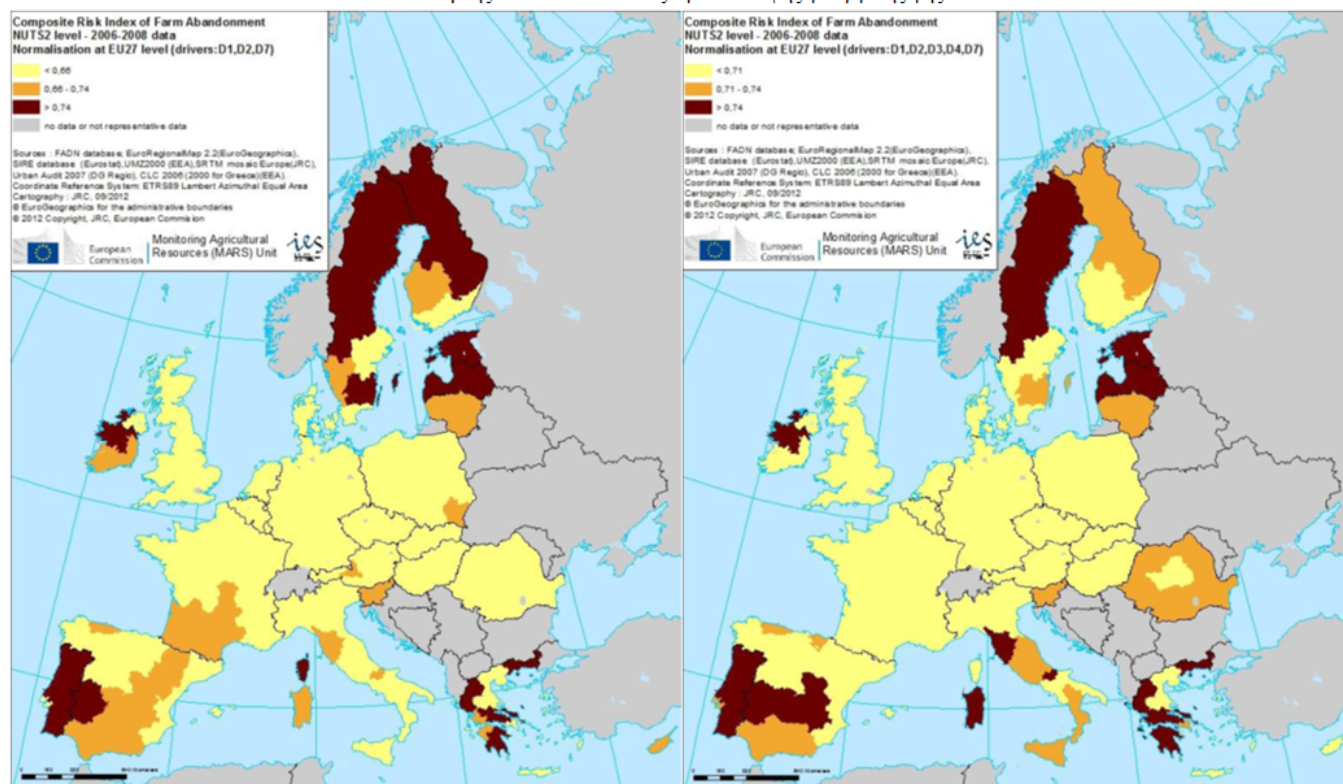 Composite Risk Index of Farm Abandonment
NUTS2 level - 2006-2008 data
Normalisation at EU27 level (drivers:D1,D2,D7)
< 0,66
0,66 - 0,74
> 0,74
no data or not representative data
Sources : FADN database; EuroRegionalMap 2.2(EuroGeographics),
SIRE database (Eurostat),UMZ2000 (EEA),SRTM mosaic Europe(JRC),
Urban Audit 2007 (DG Regio), CLC 2006 (2000 for Greece)(EEA).
Coordinate Reference System: ETRS89 Lambert Azimuthal Equal Area
Cartography : JRC, 09/2012
© EuroGeographics for the administrative boundaries
© 2012 Copyright, JRC, European Commision
European
Commission
Monitoring Agricultural
Resources (MARS) Unit
ies
Composite Risk Index of Farm Abandonment
NUTS2 level - 2006-2008 data
Normalisation at EU27 level (drivers:D1,D2,D3,D4,D7)
< 0,71
0,71 - 0,74
> 0,74
no data or not representative data
Sources : FADN database; EuroRegionalMap 2.2(EuroGeographics),
SIRE database (Eurostat),UMZ2000 (EEA),SRTM mosaic Europe(JRC),
Urban Audit 2007 (DG Regio), CLC 2006 (2000 for Greece)(EEA).
Coordinate Reference System: ETRS89 Lambert Azimuthal Equal Area
Cartography : JRC, 09/2012
© EuroGeographics for the administrative boundaries
© 2012 Copyright, JRC, European Commision
European
Commission
Monitoring Agricultural
Resources (MARS) Unit
ies